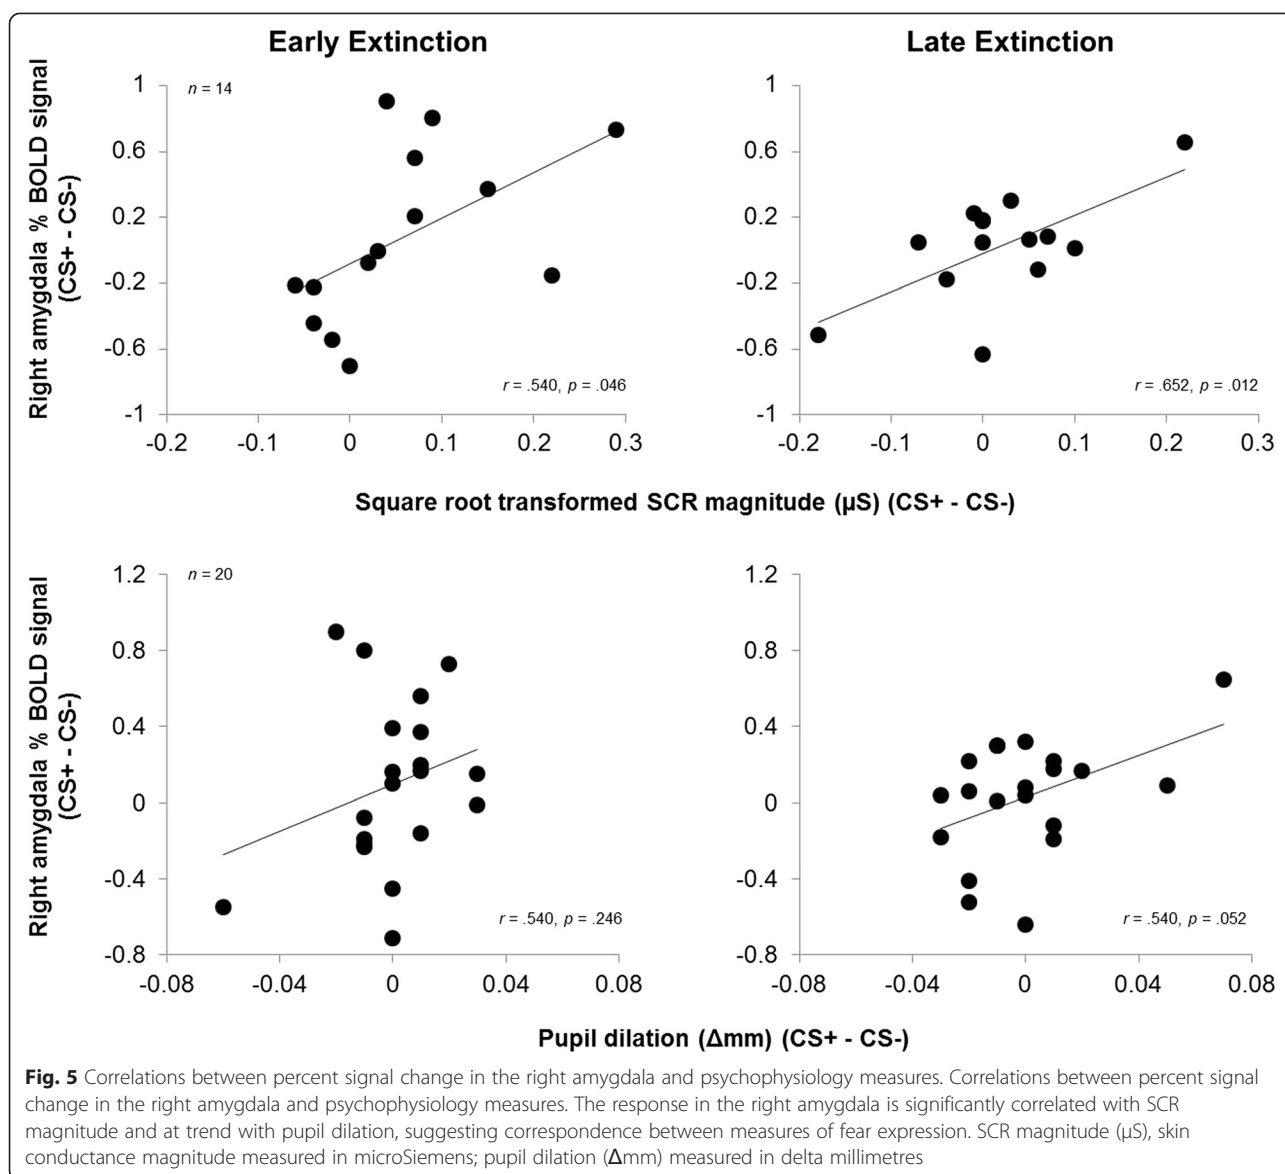 Early Extinction
Late Extinction
Right amygdala % BOLD signal
(CS+ - CS-)
1
0.6
0.2
-0.2
-0.6
-1
n = 14
r = .540, p = .046
-0.2 -0.1 0 0.1 0.2 0.3
1
0.6
0.2
-0.2
-0.6
-1
r = .652, p = .012
-0.2 -0.1 0 0.1 0.2 0.3
Square root transformed SCR magnitude (µS) (CS+ - CS-)
Right amygdala % BOLD signal
(CS+ - CS-)
1.2
0.8
0.4
0
-0.4
-0.8
n = 20
r = .540, p = .246
-0.08 -0.04 0 0.04 0.08
1.2
0.8
0.4
0
-0.4
-0.8
r = .540, p = .052
-0.08 -0.04 0 0.04 0.08
Pupil dilation (Δmm) (CS+ - CS-)
Fig. 5 Correlations between percent signal change in the right amygdala and psychophysiology measures. Correlations between percent signal
change in the right amygdala and psychophysiology measures. The response in the right amygdala is significantly correlated with SCR
magnitude and at trend with pupil dilation, suggesting correspondence between measures of fear expression. SCR magnitude (µS), skin
conductance magnitude measured in microSiemens; pupil dilation (Δmm) measured in delta millimetres